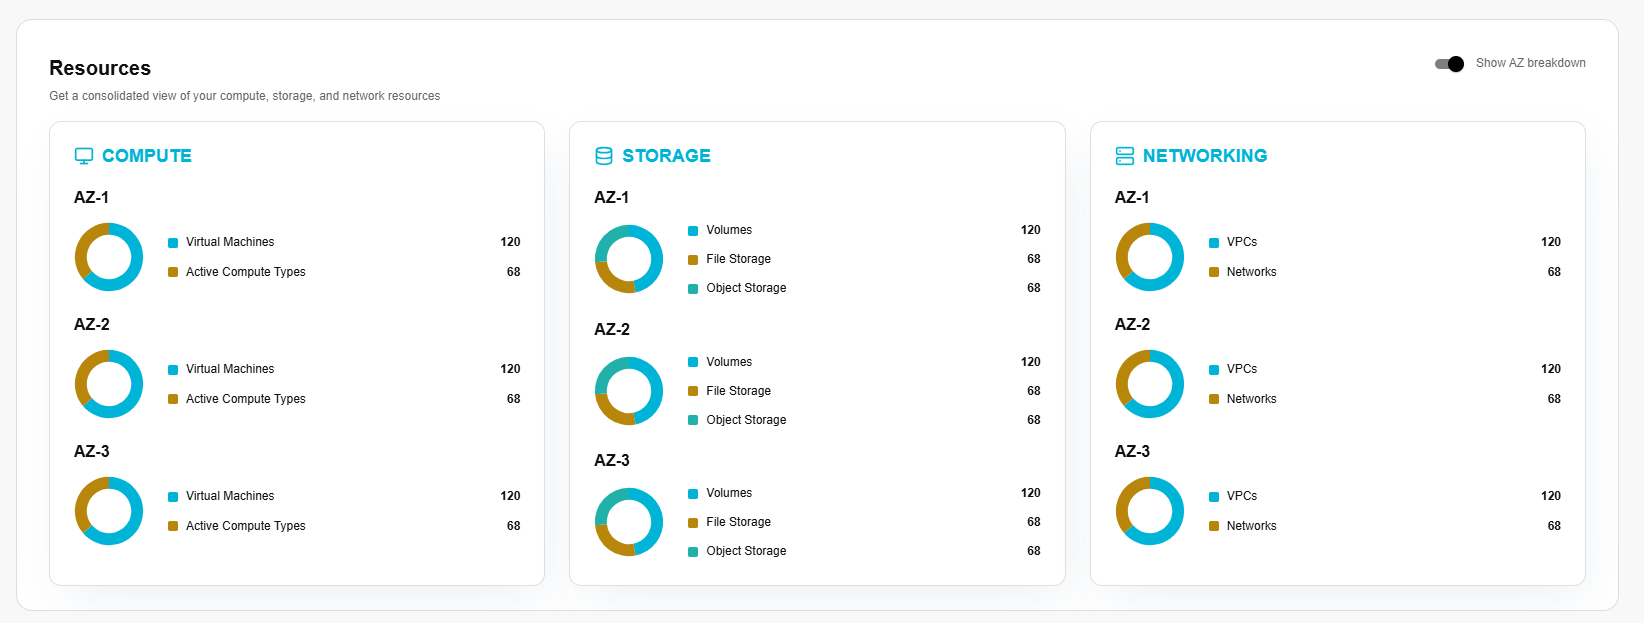 Resources
Show AZ breakdown
Get a consolidated view of your compute, storage, and network resources
COMPUTE
AZ-1
Virtual Machines 120
Active Compute Types 68
AZ-2
Virtual Machines 120
Active Compute Types 68
AZ-3
Virtual Machines 120
Active Compute Types 68
STORAGE
AZ-1
Volumes 120
File Storage 68
Object Storage 68
AZ-2
Volumes 120
File Storage 68
Object Storage 68
AZ-3
Volumes 120
File Storage 68
Object Storage 68
NETWORKING
AZ-1
VPCs 120
Networks 68
AZ-2
VPCs 120
Networks 68
AZ-3
VPCs 120
Networks 68